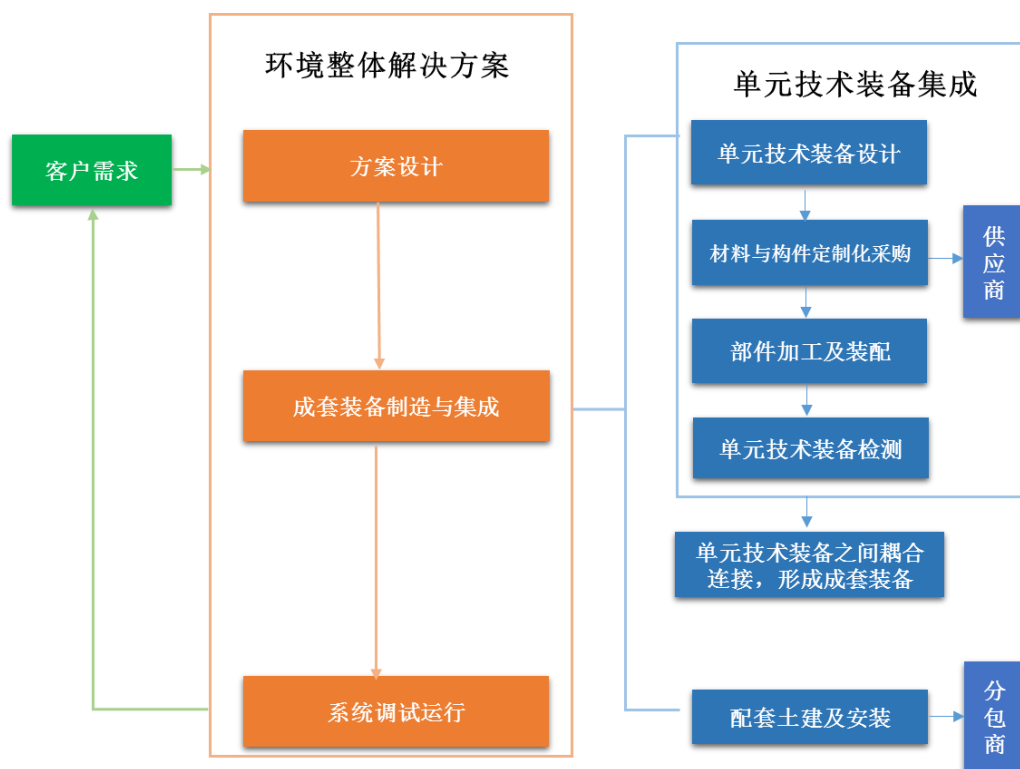 环境整体解决方案
客户需求
方案设计
成套装备制造与集成
系统调试运行
单元技术装备集成
单元技术装备设计
材料与构件定制化采购
供
应
商
部件加工及装配
单元技术装备检测
单元技术装备之间耦合
连接，形成成套装备
配套土建及安装
分
包
商